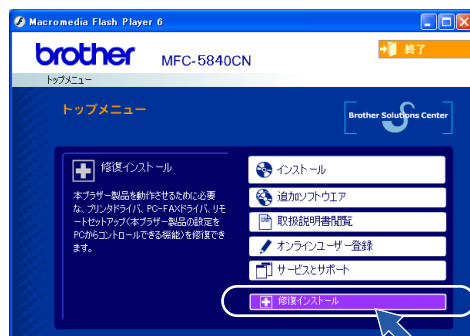 Macromedia Flash Player 6
brother
MFC-5840CN
終了
トップメニュー
トップメニュー
Brother Solutions Center
修復インストール
本ブラザー製品を動作させるために必要
な、プリンタドライバ、PC-FAXドライバ、リモ
ートセットアップ(本ブラザー製品の設定を
PCからコントロールできる機能)を修復でき
ます。
インストール
追加ソフトウエア
取扱説明書閲覧
オンラインユーザー登録
サービスとサポート
修復インストール